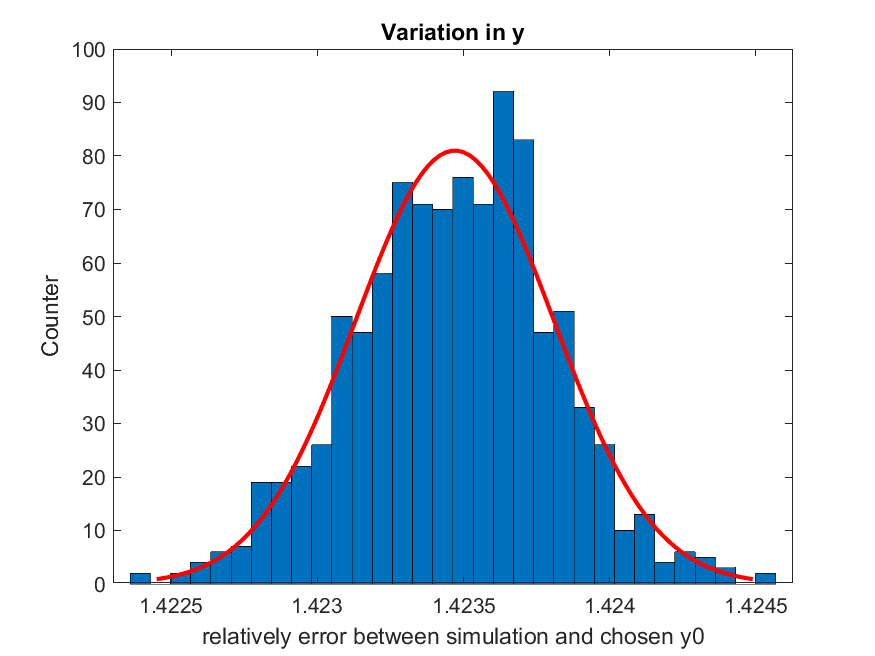 Variation in y
100
90
80
70
60
50
40
30
20
10
0
Counter
1.4225 1.423 1.4235 1.424 1.4245
relatively error between simulation and chosen y0